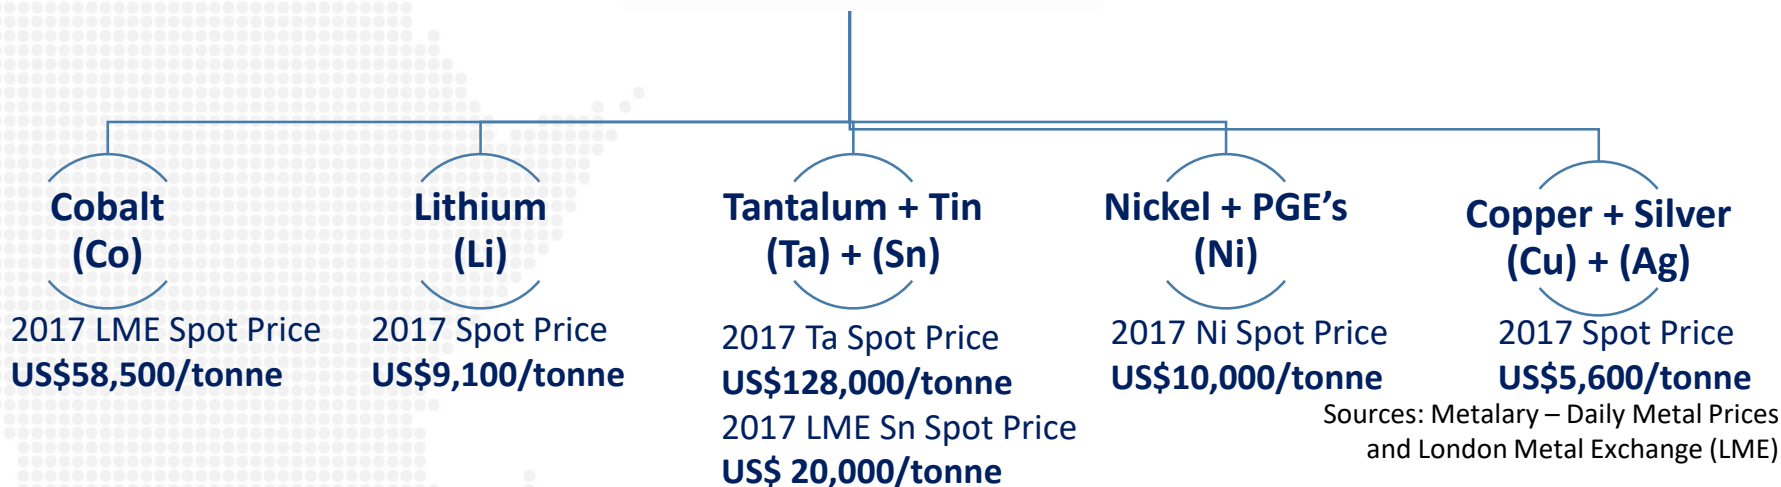 Cobalt
(Co)
2017 LME Spot Price
US$58,500/tonne
Lithium
(Li)
2017 Spot Price
US$9,100/tonne
Tantalum + Tin
(Ta) + (Sn)
2017 Ta Spot Price
US$128,000/tonne
2017 LME Sn Spot Price
US$ 20,000/tonne
Nickel + PGE’s
(Ni)
2017 Ni Spot Price
US$10,000/tonne
Copper + Silver
(Cu) + (Ag)
2017 Spot Price
US$5,600/tonne
Sources: Metalary – Daily Metal Prices
and London Metal Exchange (LME)